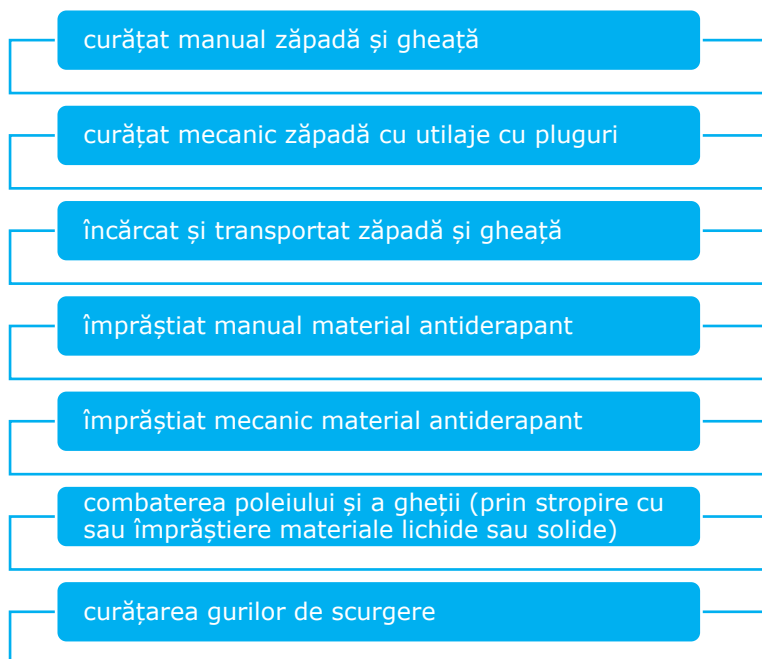 curățat manual zăpadă și gheață
curățat mecanic zăpadă cu utilaje cu pluguri
încărcat și transportat zăpadă și gheață
împrăștiat manual material antiderapant
împrăștiat mecanic material antiderapant
combaterea poleiului și a gheții (prin stropire cu
sau împrăștiere materiale lichide sau solide)
curățarea gurilor de scurgere